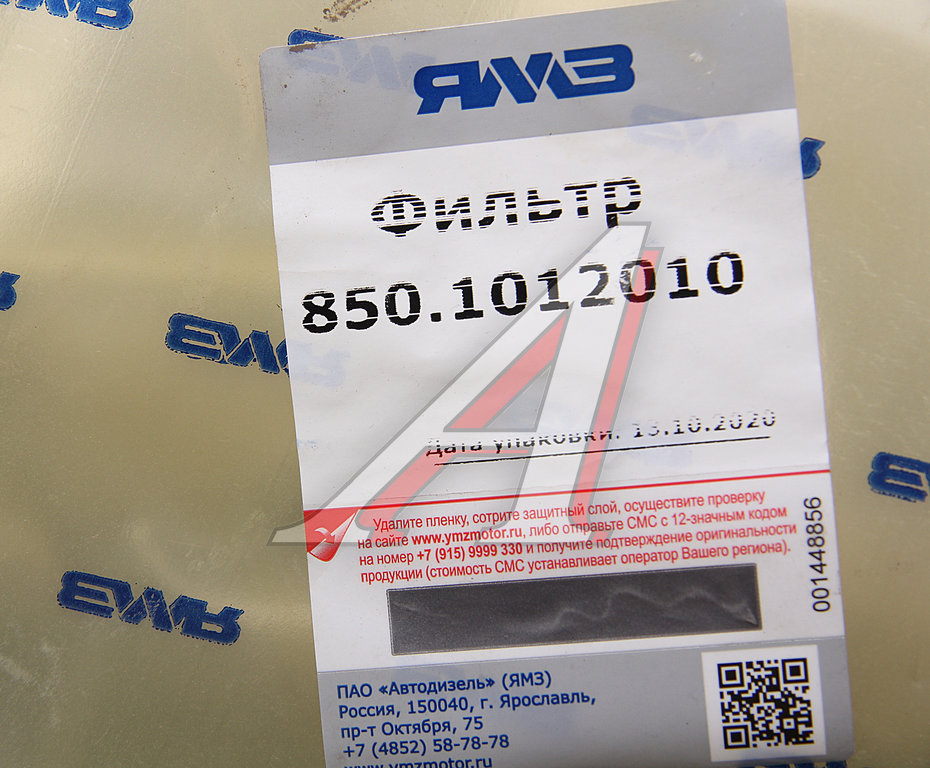 ЯМЗ
Фильтр
850.1012010
Дата упаковки: 13.10.2020
Удалите пленку, сотрите защитный слой, осуществите проверку
на сайте www.ymzmotor.ru, либо отправьте СМС с 12-значным кодом
на номер +7 (915) 9999 330 и получите подтверждение оригинальности
продукции (стоимость СМС устанавливает оператор Вашего региона).
001448856
ПАО «Автодизель» (ЯМЗ)
Россия, 150040, г. Ярославль,
пр-т Октября, 75
+7 (4852) 58-78-78
www.ymzmotor.ru
ЯМЗ
ЯМЗ
ЯМЗ